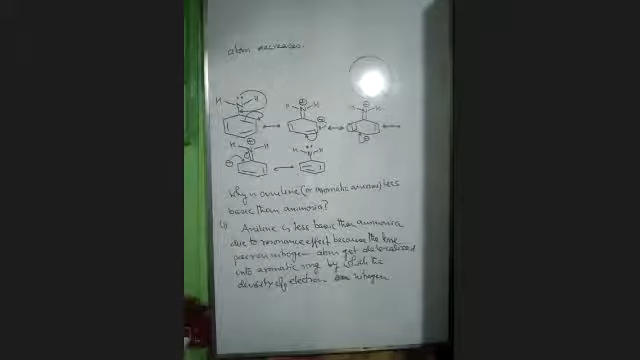 atom decreases.
H N H
H N H
H N H
H N H
H N H
Why is aniline (or aromatic amine) less
basic than ammonia?
Aniline is less basic than ammonia
due to resonance effect because the lone
pair on nitrogen atom get delocalised
into aromatic ring by which the
density of electron nitrogen